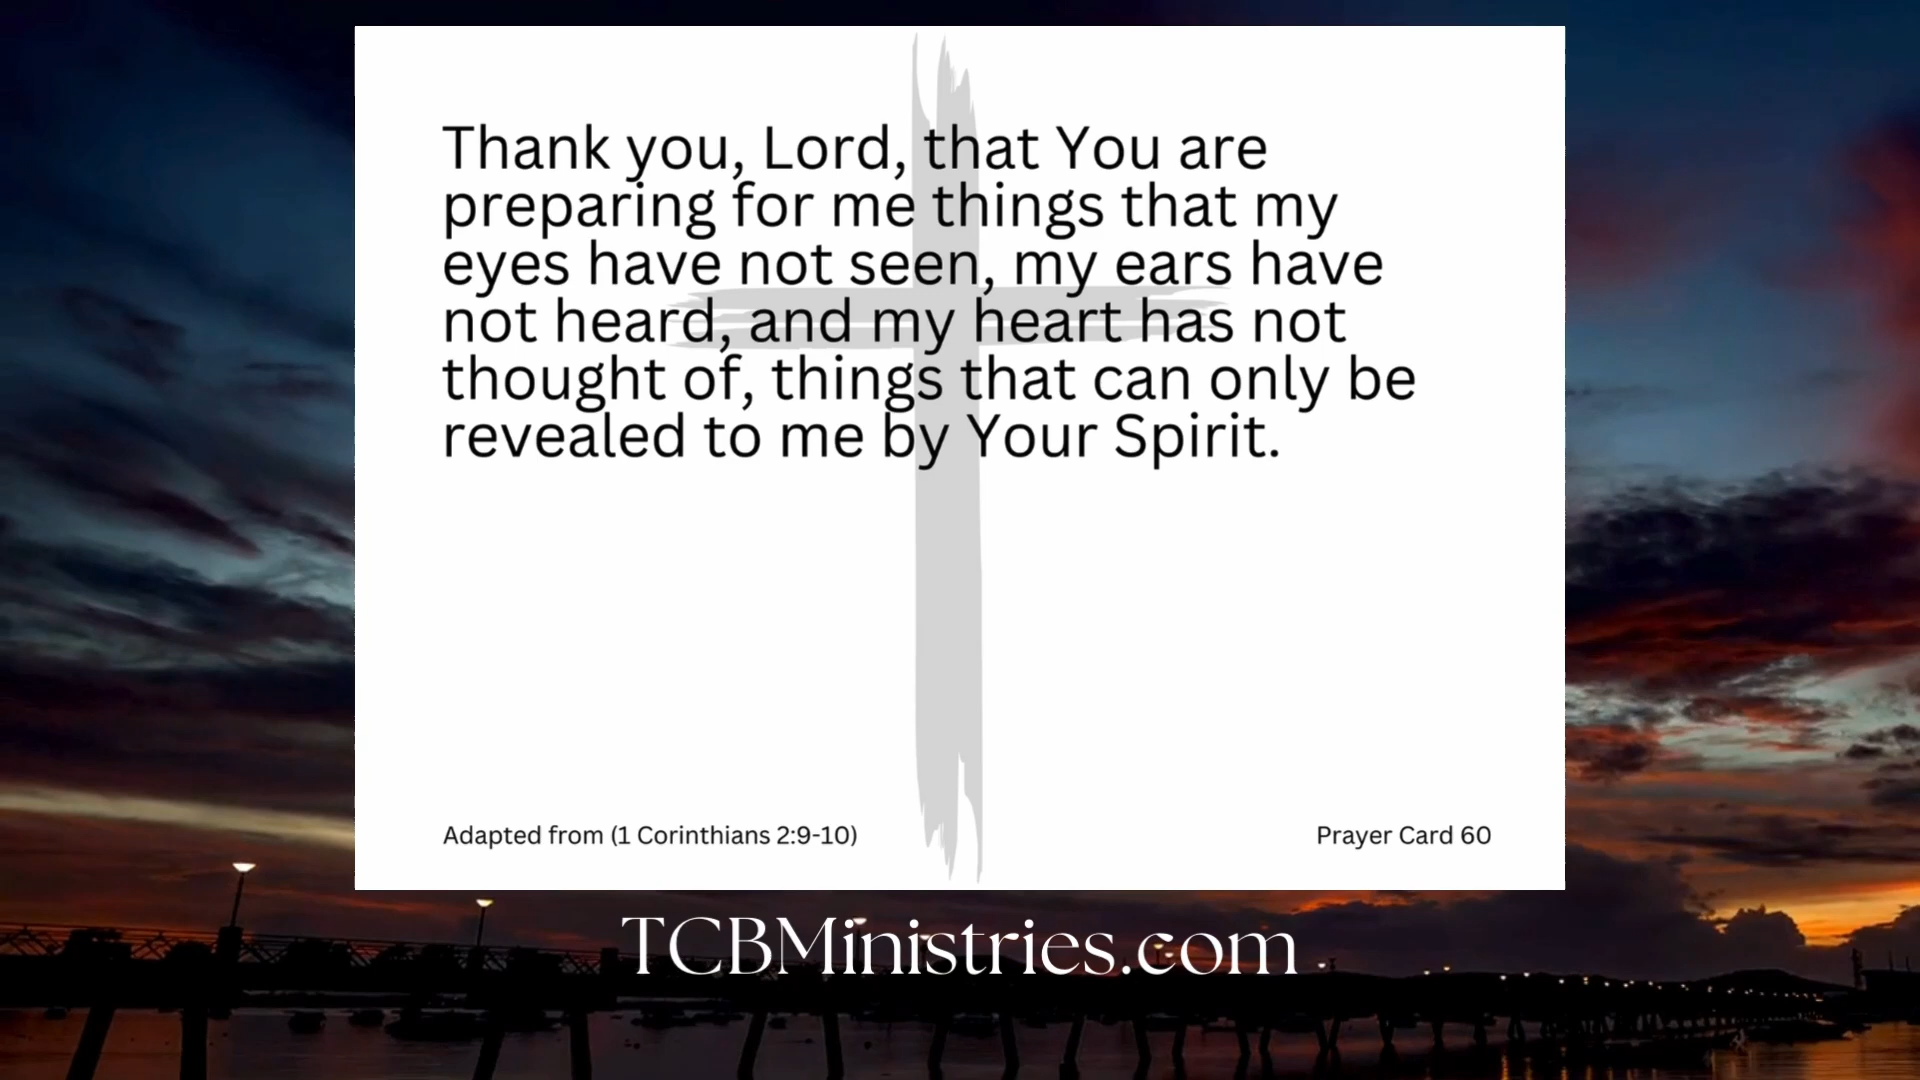 Thank you, Lord, that You are
preparing for me things that my
eyes have not seen, my ears have
not heard, and my heart has not
thought of, things that can only be
revealed to me by Your Spirit.
Adapted from (1 Corinthians 2:9-10)
Prayer Card 60
TCBMinistries.com